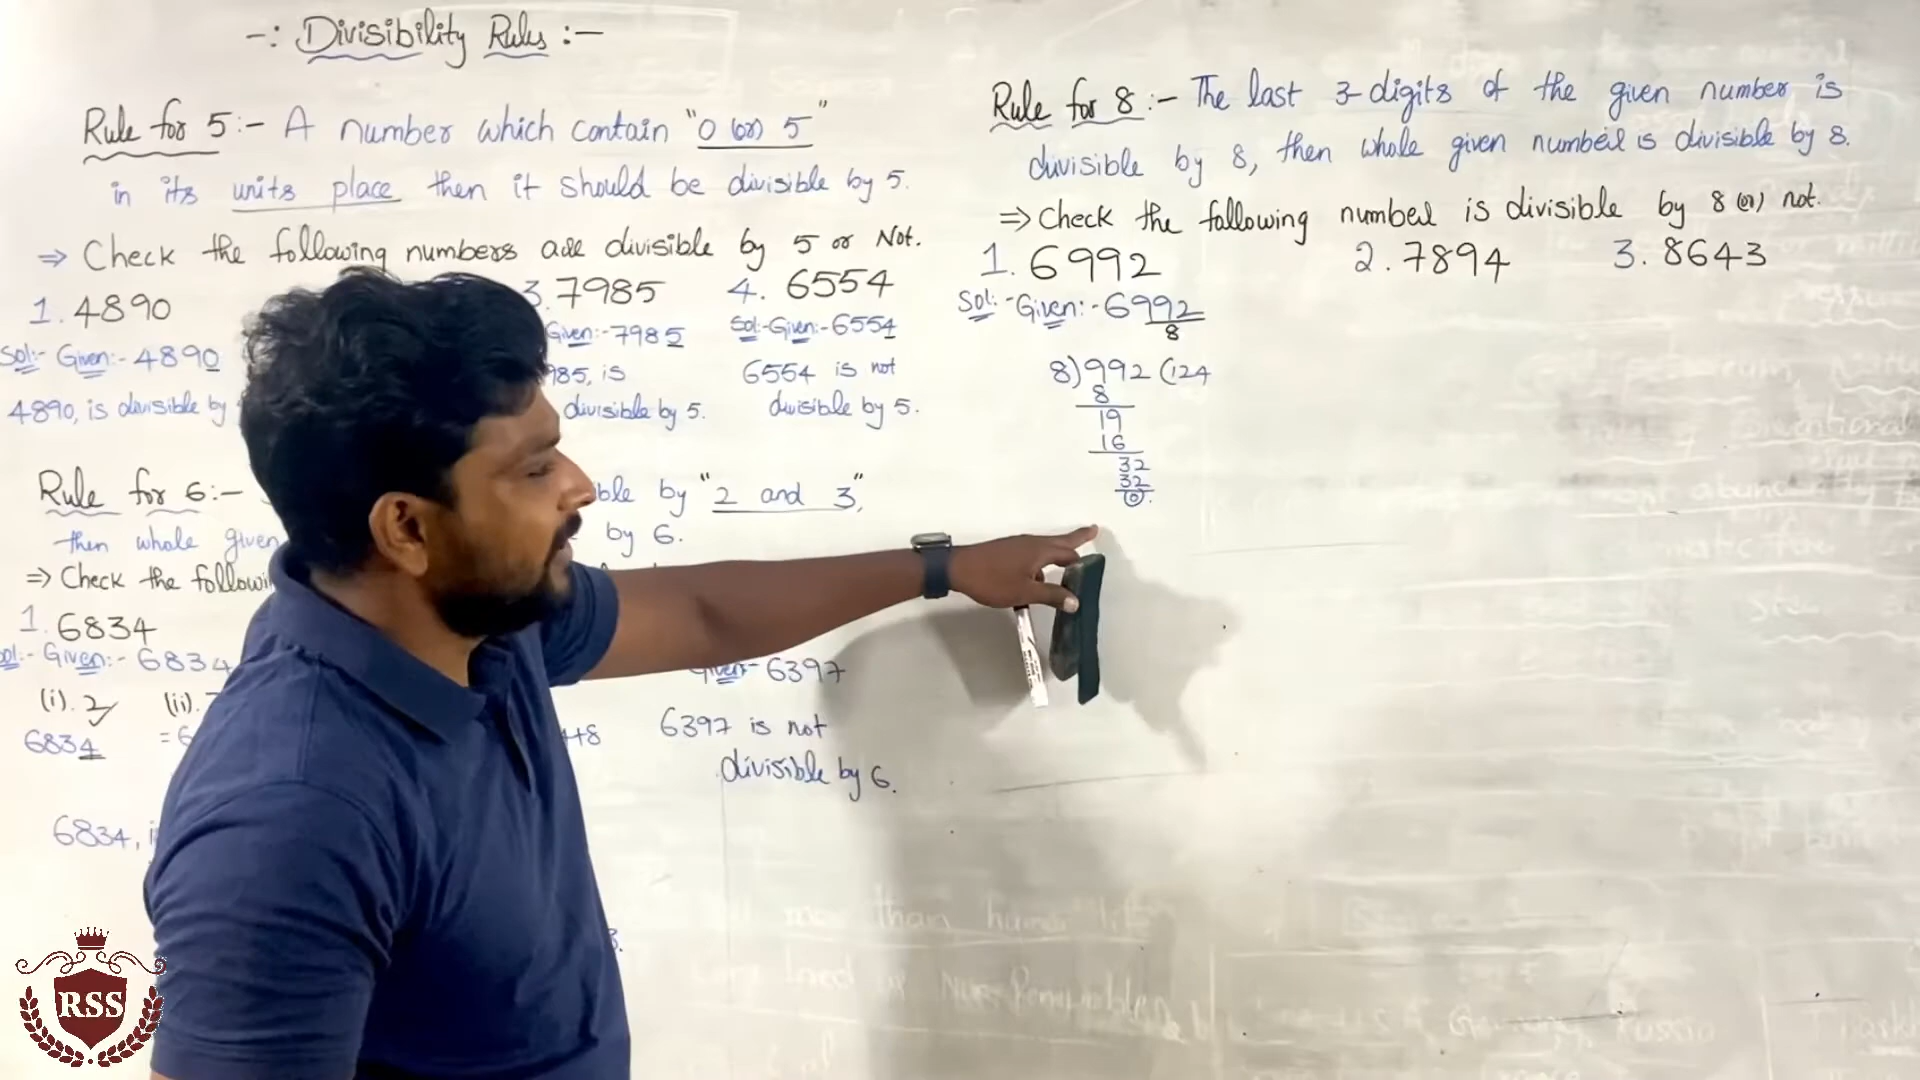 -: Divisibility Rules :-
Rule for 5:- A number which contain "0 (or) 5"
in its units place then it should be divisible by 5.
⇒ Check the following numbers are divisible by 5 or Not.
1. 4890
3. 7985
4. 6554
Sol:- Given:- 4890
Given:- 7985
Sol:- Given:- 6554
4890, is divisible by
985, is
divisible by 5.
6554 is not
divisible by 5.
Rule for 6:-
by "2 and 3",
then whole given
by 6.
⇒ Check the
1. 6834
Given:- 6834
Given:- 6397
(i). 2 ✓ (ii).
6834
= 6
4+8
6397 is not
divisible by 6.
6834,
Rule for 8:- The last 3-digits of the given number is
divisible by 8, then whole given number is divisible by 8.
⇒ Check the following number is divisible by 8 (or) not.
1. 6992
2. 7894
3. 8643
Sol:- Given:- 6992
8
8)992(124
8
19
16
32
32
0.
RSS